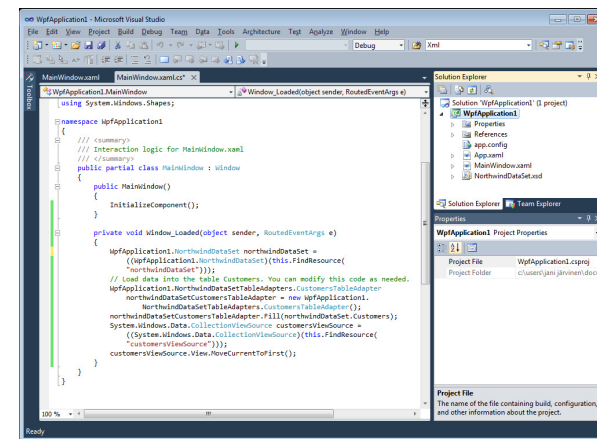 WpfApplication1 - Microsoft Visual Studio
File Edit View Project Build Debug Team Data Tools Architecture Test Analyze Window Help
Debug Xml
MainWindow.xaml MainWindow.xaml.cs*
Toolbox
WpfApplication1.MainWindow Window_Loaded(object sender, RoutedEventArgs e)
using System.Windows.Shapes;
namespace WpfApplication1
{
/// <summary>
/// Interaction logic for MainWindow.xaml
/// </summary>
public partial class MainWindow : Window
{
public MainWindow()
{
InitializeComponent();
}
private void Window_Loaded(object sender, RoutedEventArgs e)
{
WpfApplication1.NorthwindDataSet northwindDataSet =
((WpfApplication1.NorthwindDataSet)(this.FindResource(
"northwindDataSet")));
// Load data into the table Customers. You can modify this code as needed.
WpfApplication1.NorthwindDataSetTableAdapters.CustomersTableAdapter
northwindDataSetCustomersTableAdapter = new WpfApplication1.
NorthwindDataSetTableAdapters.CustomersTableAdapter();
northwindDataSetCustomersTableAdapter.Fill(northwindDataSet.Customers);
System.Windows.Data.CollectionViewSource customersViewSource =
((System.Windows.Data.CollectionViewSource)(this.FindResource(
"customersViewSource")));
customersViewSource.View.MoveCurrentToFirst();
}
}
}
100 %
Ready
Solution Explorer
Solution 'WpfApplication1' (1 project)
WpfApplication1
Properties
References
app.config
App.xaml
MainWindow.xaml
NorthwindDataSet.xsd
Solution Explorer Team Explorer
Properties
WpfApplication1 Project Properties
Project File WpfApplication1.csproj
Project Folder c:\users\jani järvinen\doc
Project File
The name of the file containing build, configuration,
and other information about the project.